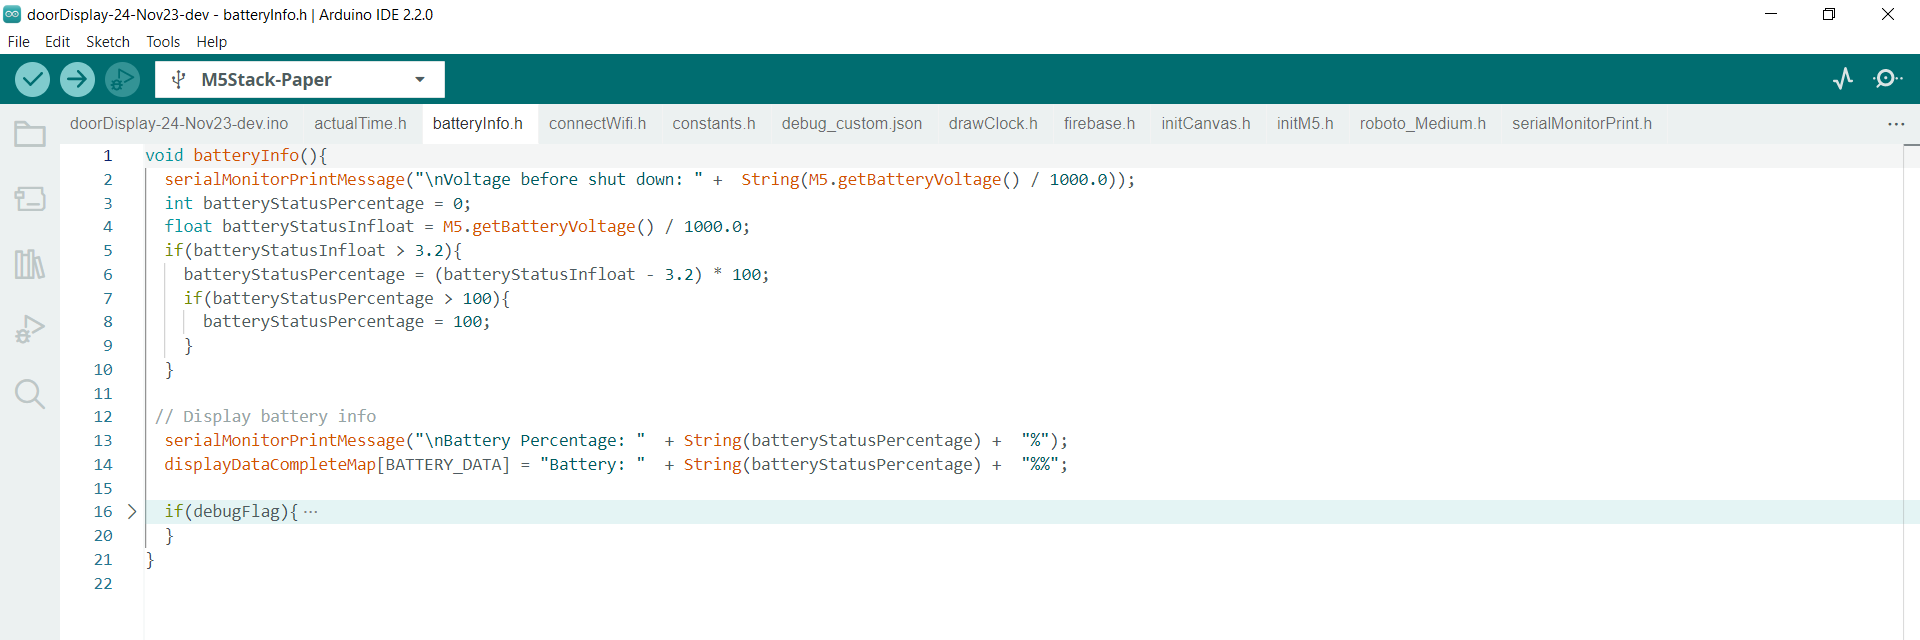 doorDisplay-24-Nov23-dev - batteryInfo.h | Arduino IDE 2.2.0
File Edit Sketch Tools Help
M5Stack-Paper
doorDisplay-24-Nov23-dev.ino actualTime.h batteryInfo.h connectWifi.h constants.h debug_custom.json drawClock.h firebase.h initCanvas.h initM5.h roboto_Medium.h serialMonitorPrint.h ...
1 void batteryInfo(){
2 serialMonitorPrintMessage("\nVoltage before shut down: " + String(M5.getBatteryVoltage() / 1000.0));
3 int batteryStatusPercentage = 0;
4 float batteryStatusInfloat = M5.getBatteryVoltage() / 1000.0;
5 if(batteryStatusInfloat > 3.2){
6 batteryStatusPercentage = (batteryStatusInfloat - 3.2) * 100;
7 if(batteryStatusPercentage > 100){
8 batteryStatusPercentage = 100;
9 }
10 }
11
12 // Display battery info
13 serialMonitorPrintMessage("\nBattery Percentage: " + String(batteryStatusPercentage) + "%");
14 displayDataCompleteMap[BATTERY_DATA] = "Battery: " + String(batteryStatusPercentage) + "%%";
15
16 if(debugFlag){ ...
20 }
21 }
22